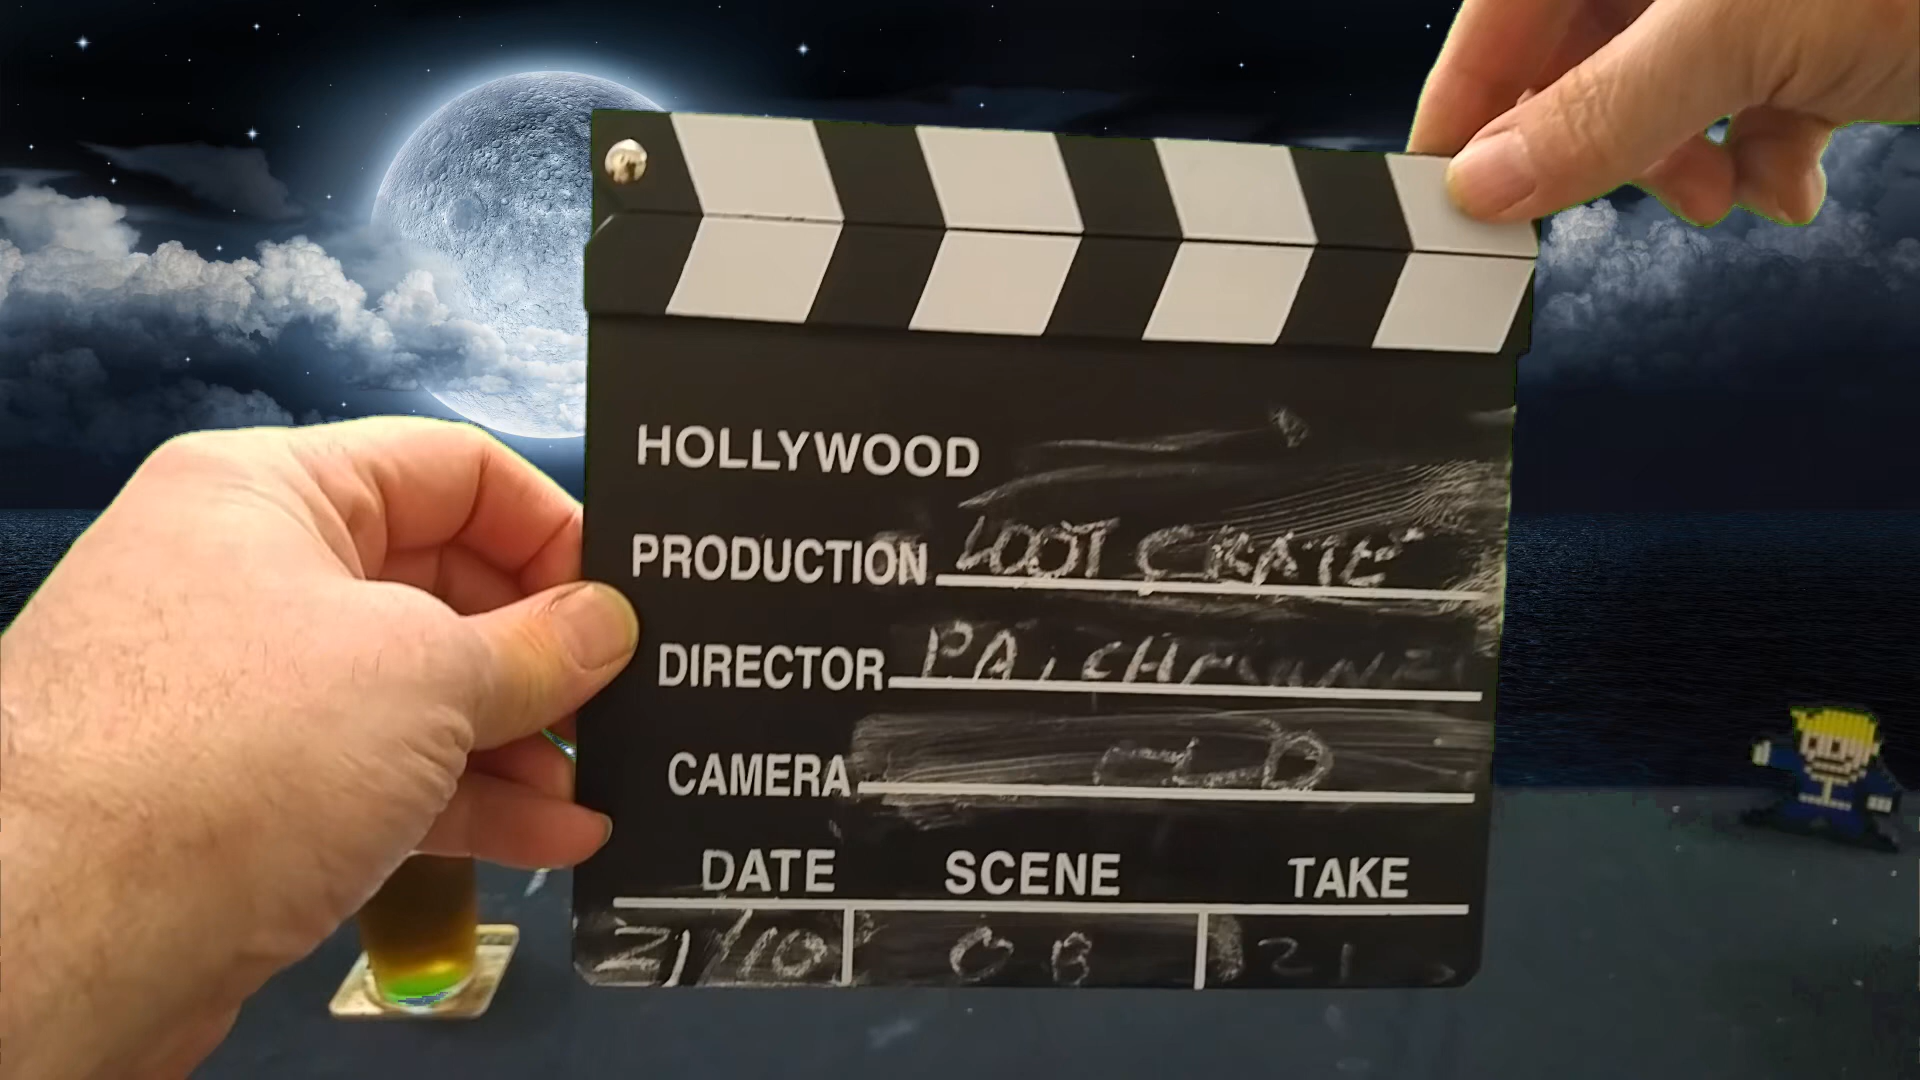 HOLLYWOOD
PRODUCTION LOOT CRATE
DIRECTOR
CAMERA
DATE SCENE TAKE
21/10 08 21